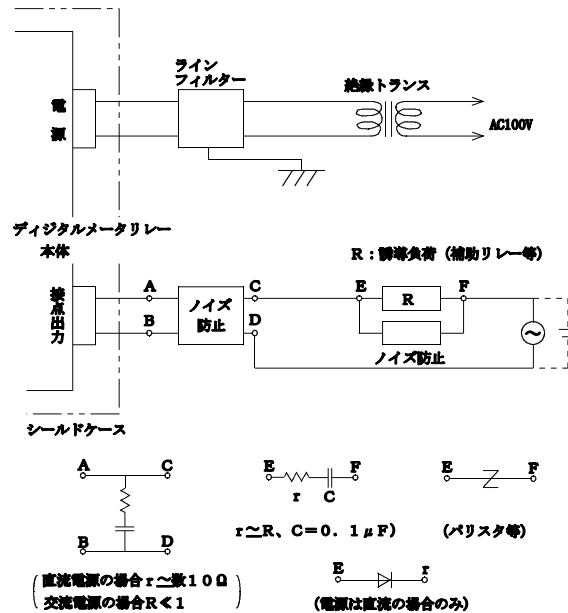 ライン
フィルター
絶縁トランス
電
源
AC100V
ディジタルメータリレー
本体
R：誘導負荷（補助リレー等）
接点出力
A
C
E
F
R
ノイズ
防止
B
D
～
ノイズ防止
シールドケース
A
C
E
F
r
C
E
F
B
D
r≃R、C=0．1μF）
（バリスタ等）
直流電源の場合r≃数10Ω
交流電源の場合R≪1
E
r
（電源は直流の場合のみ）